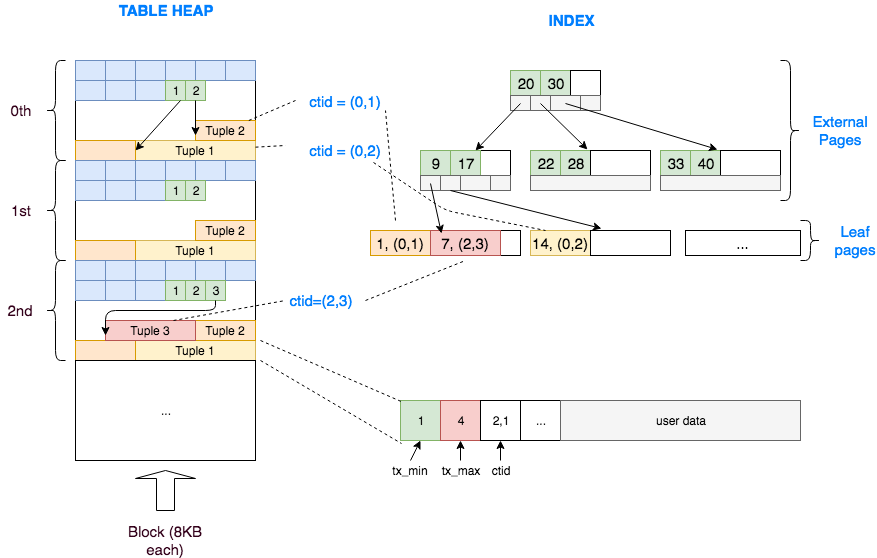 TABLE HEAP
INDEX
0th
1 2
Tuple 2
Tuple 1
ctid = (0,1)
ctid = (0,2)
20 30
External
Pages
9 17
22 28
33 40
1st
1 2
Tuple 2
Tuple 1
1, (0,1)
7, (2,3)
14, (0,2)
...
Leaf
pages
2nd
1 2 3
Tuple 3
Tuple 2
Tuple 1
ctid=(2,3)
...
1
4
2,1
...
user data
tx_min
tx_max
ctid
Block (8KB
each)